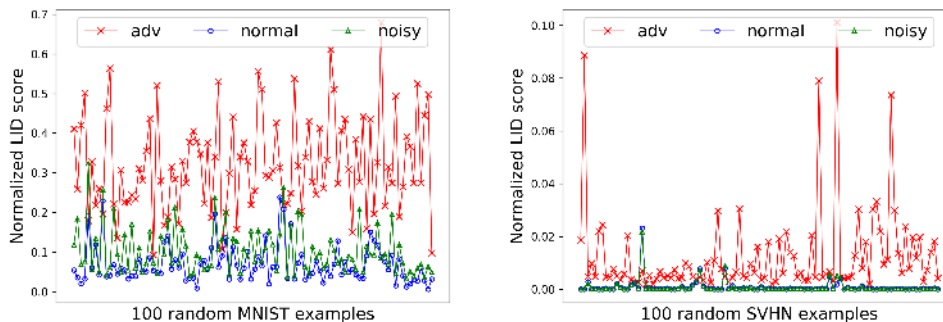 0.7
0.6
0.5
0.4
0.3
0.2
0.1
0.0
Normalized LID score
adv normal noisy
100 random MNIST examples
0.10
0.08
0.06
0.04
0.02
0.00
Normalized LID score
adv normal noisy
100 random SVHN examples